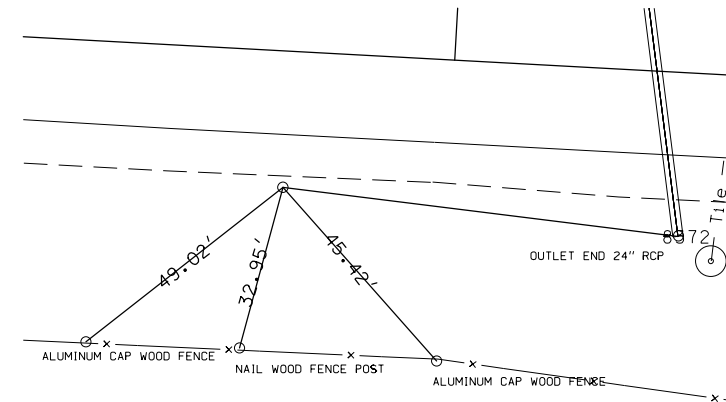 Tile
72
OUTLET END 24" RCP
49.02'
32.95'
45.42'
ALUMINUM CAP WOOD FENCE
NAIL WOOD FENCE POST
ALUMINUM CAP WOOD FENCE